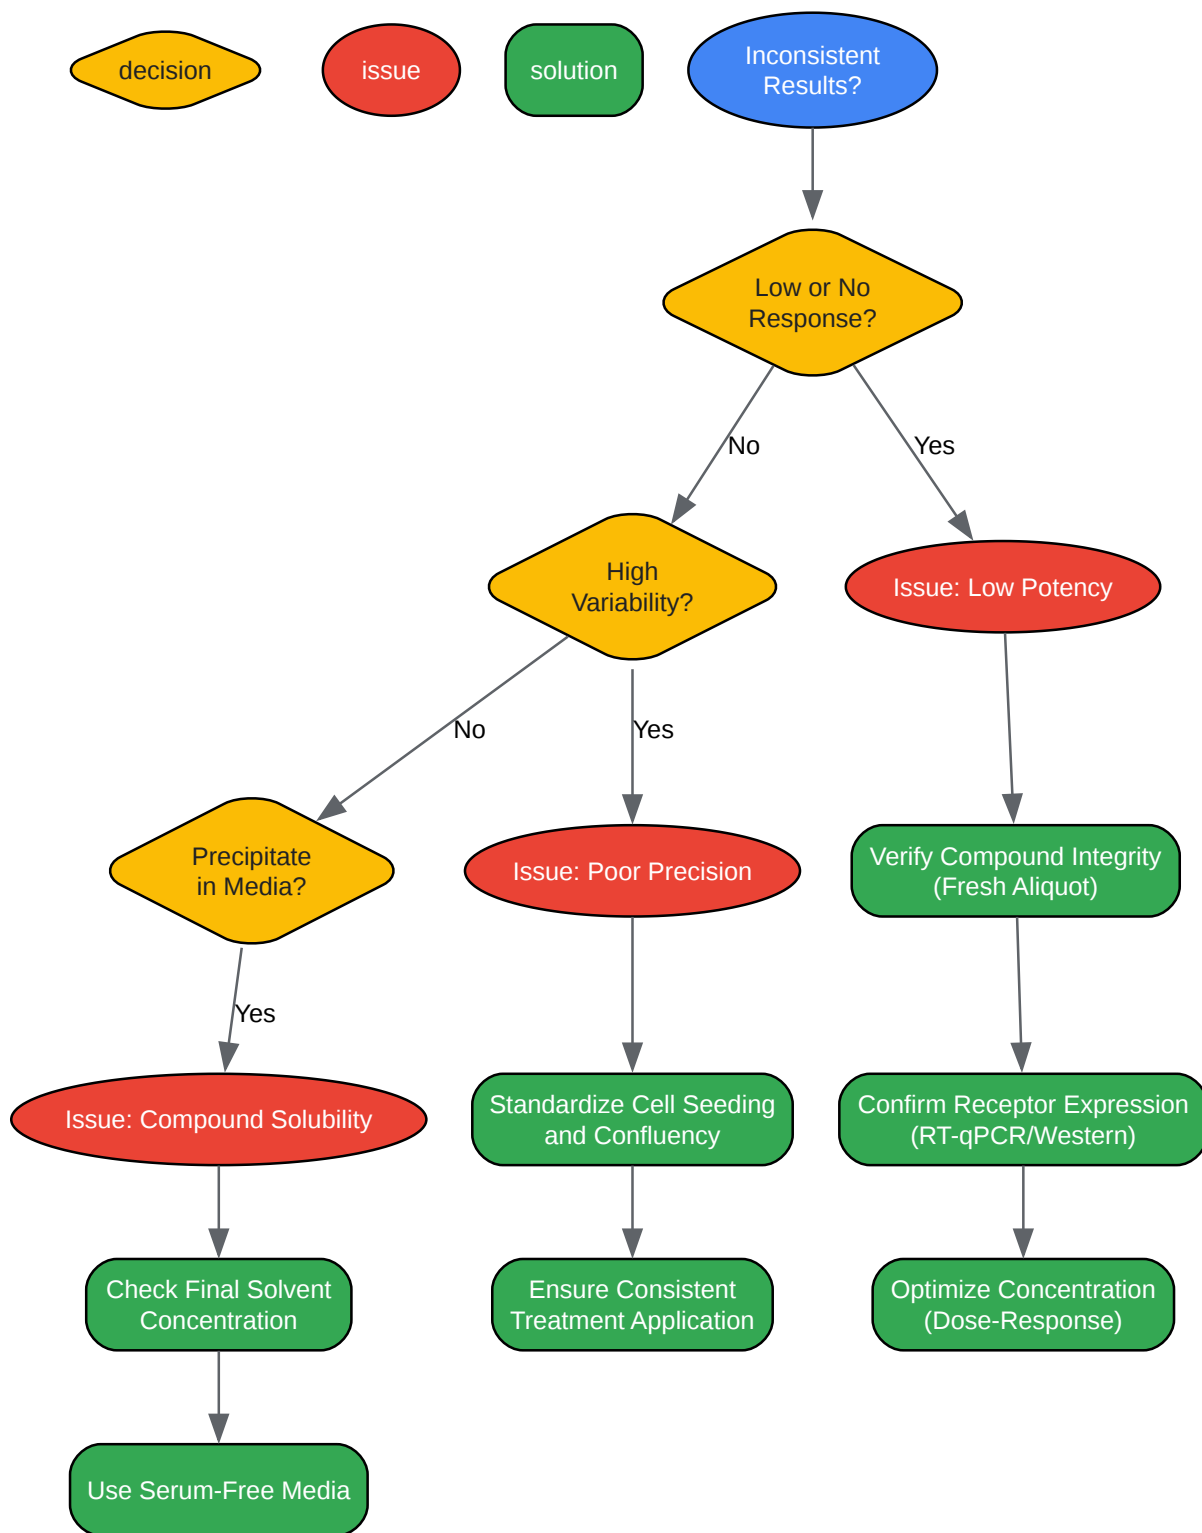 decision
issue
solution
Inconsistent
Results?
Low or No
Response?
No
Yes
High
Variability?
Issue: Low Potency
No
Yes
Precipitate
in Media?
Issue: Poor Precision
Verify Compound Integrity
(Fresh Aliquot)
Yes
Issue: Compound Solubility
Standardize Cell Seeding
and Confluency
Confirm Receptor Expression
(RT-qPCR/Western)
Check Final Solvent
Concentration
Ensure Consistent
Treatment Application
Optimize Concentration
(Dose-Response)
Use Serum-Free Media